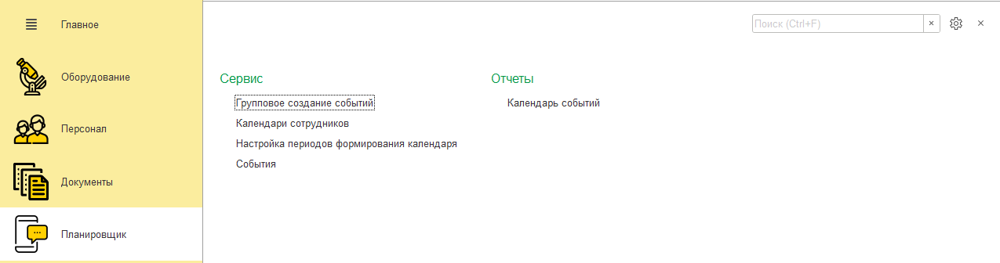 Главное
Оборудование
Персонал
Документы
Планировщик
Поиск (Ctrl+F)
Сервис
Групповое создание событий
Календари сотрудников
Настройка периодов формирования календаря
События
Отчеты
Календарь событий